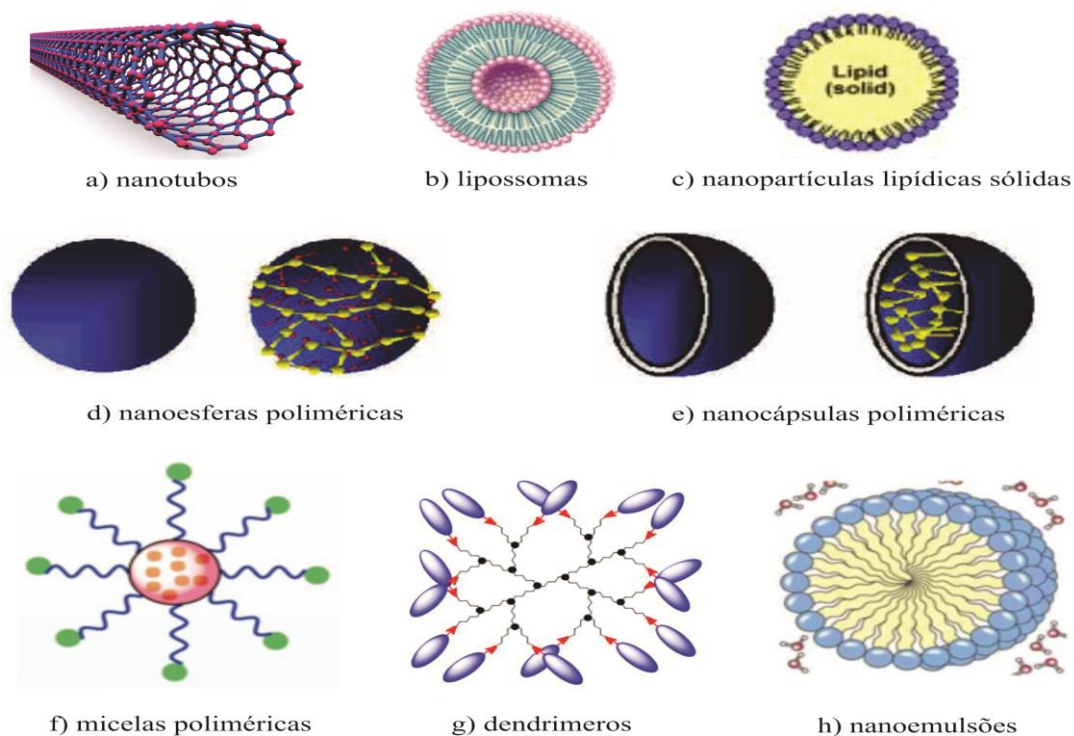 Lipid
(solid)
a) nanotubos
b) lipossomas
c) nanopartículas lipídicas sólidas
d) nanoesferas poliméricas
e) nanocápsulas poliméricas
f) micelas poliméricas
g) dendrimeros
h) nanoemulsões